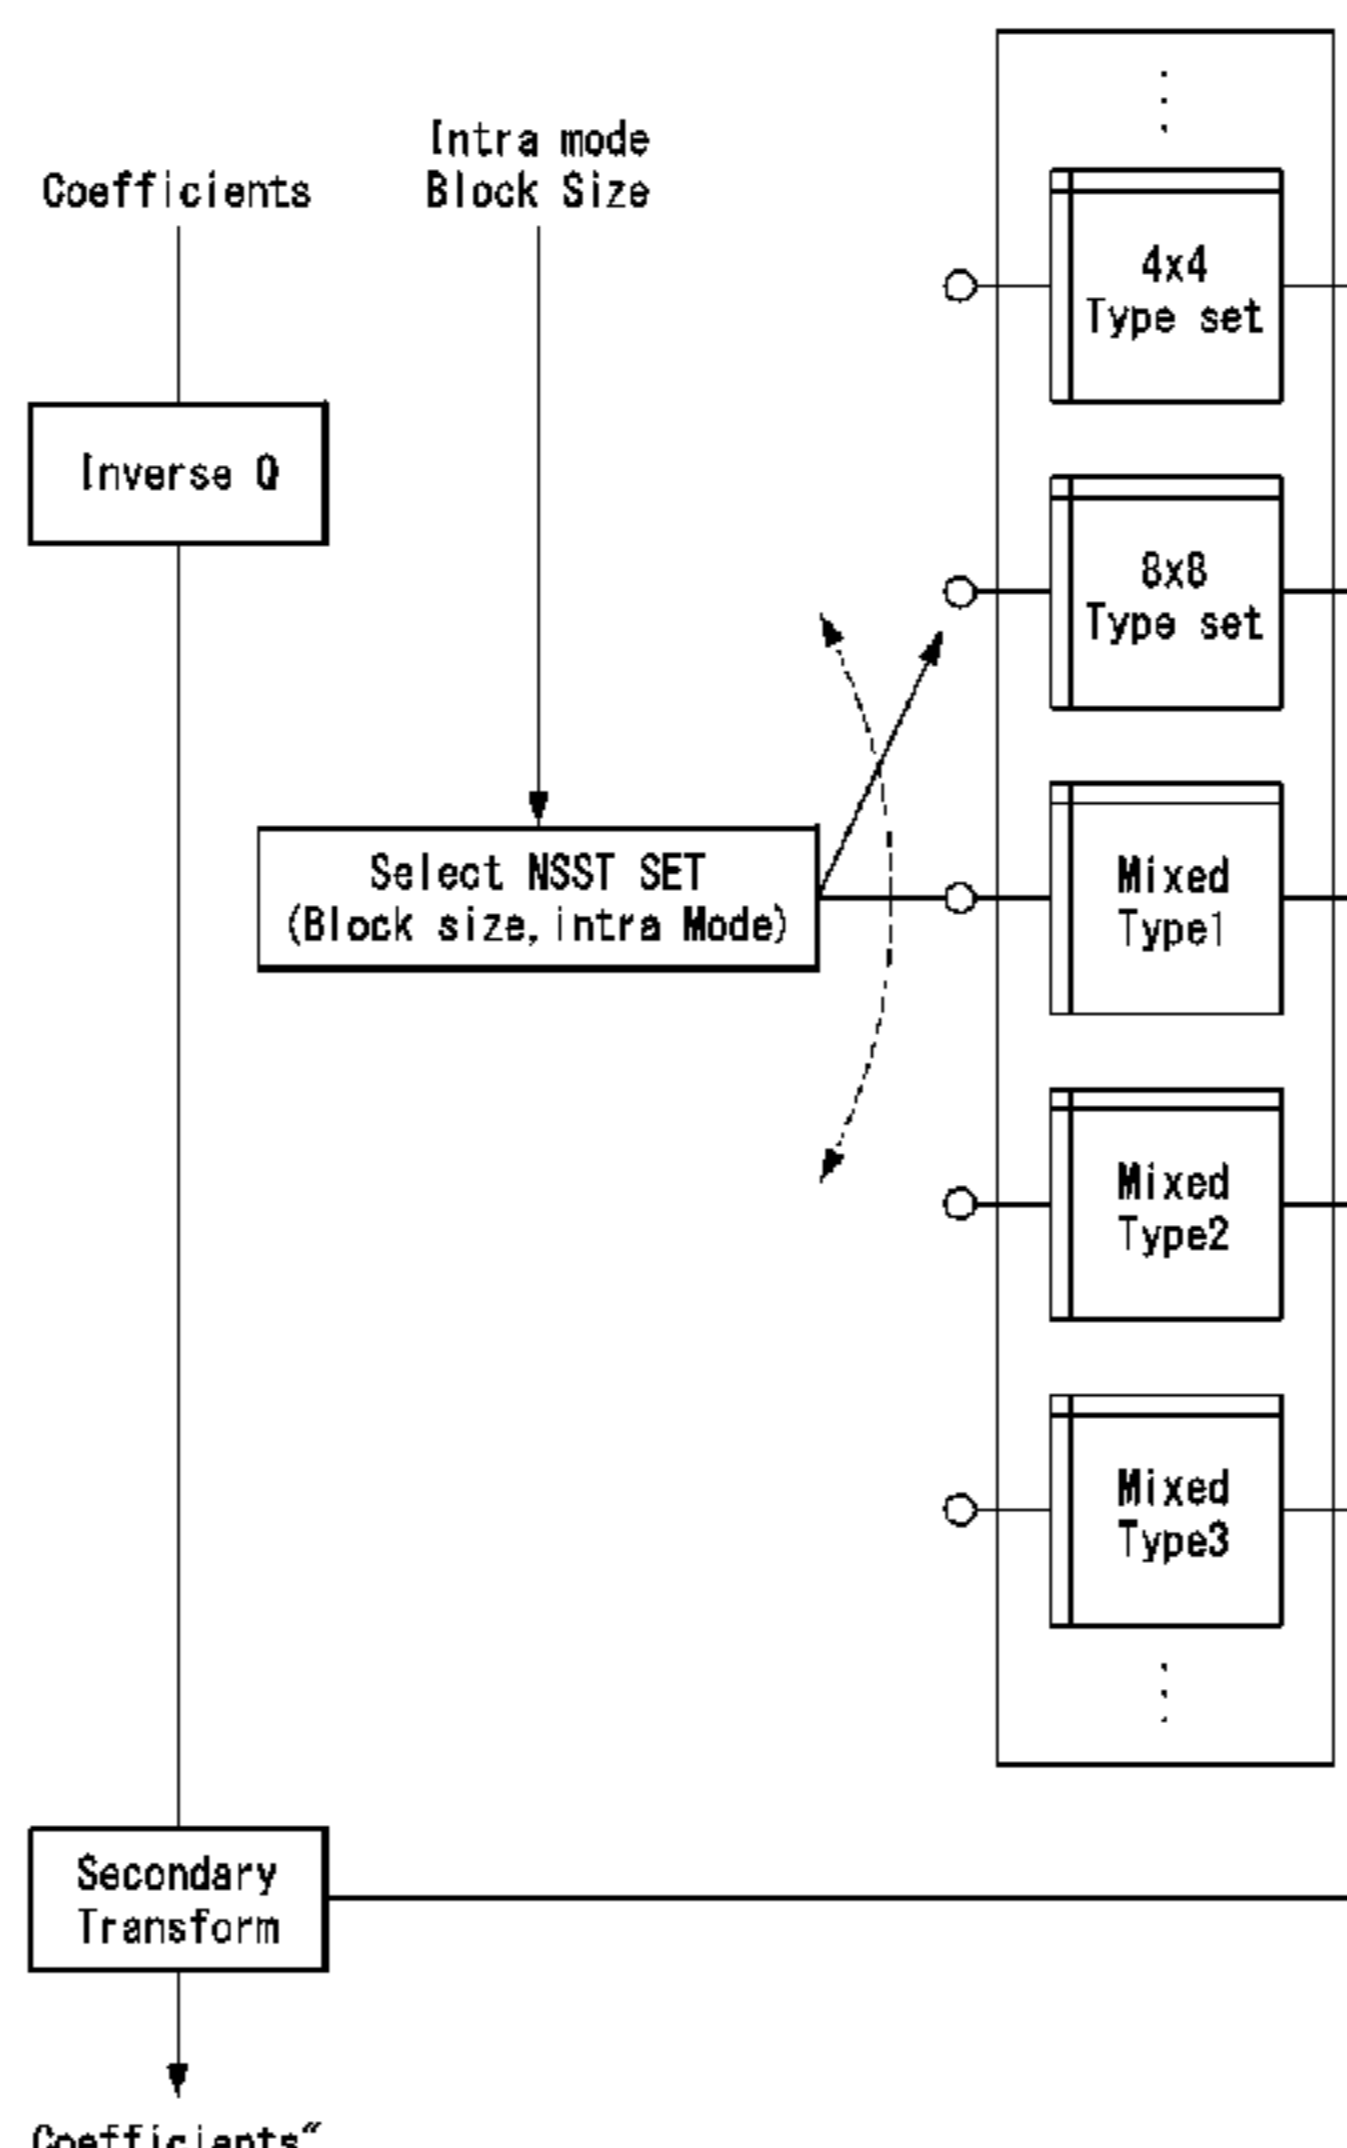 Coefficients
Intra mode
Block Size
Inverse Q
Select NSST SET
(Block size, intra Mode)
4x4
Type set
8x8
Type set
Mixed
Type1
Mixed
Type2
Mixed
Type3
Secondary
Transform
Coefficients"